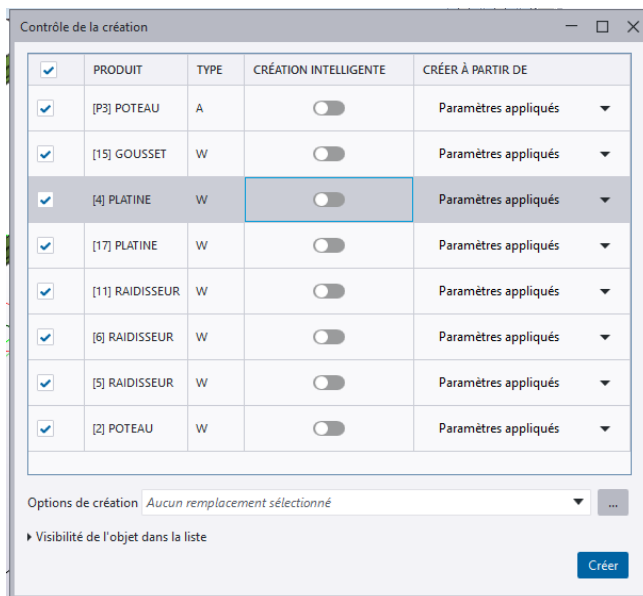 Contrôle de la création
PRODUIT TYPE CRÉATION INTELLIGENTE CRÉER À PARTIR DE
[P3] POTEAU A Paramètres appliqués
[15] GOUSSET W Paramètres appliqués
[4] PLATINE W Paramètres appliqués
[17] PLATINE W Paramètres appliqués
[11] RAIDISSEUR W Paramètres appliqués
[6] RAIDISSEUR W Paramètres appliqués
[5] RAIDISSEUR W Paramètres appliqués
[2] POTEAU W Paramètres appliqués
Options de création Aucun remplacement sélectionné ...
Visibilité de l'objet dans la liste
Créer